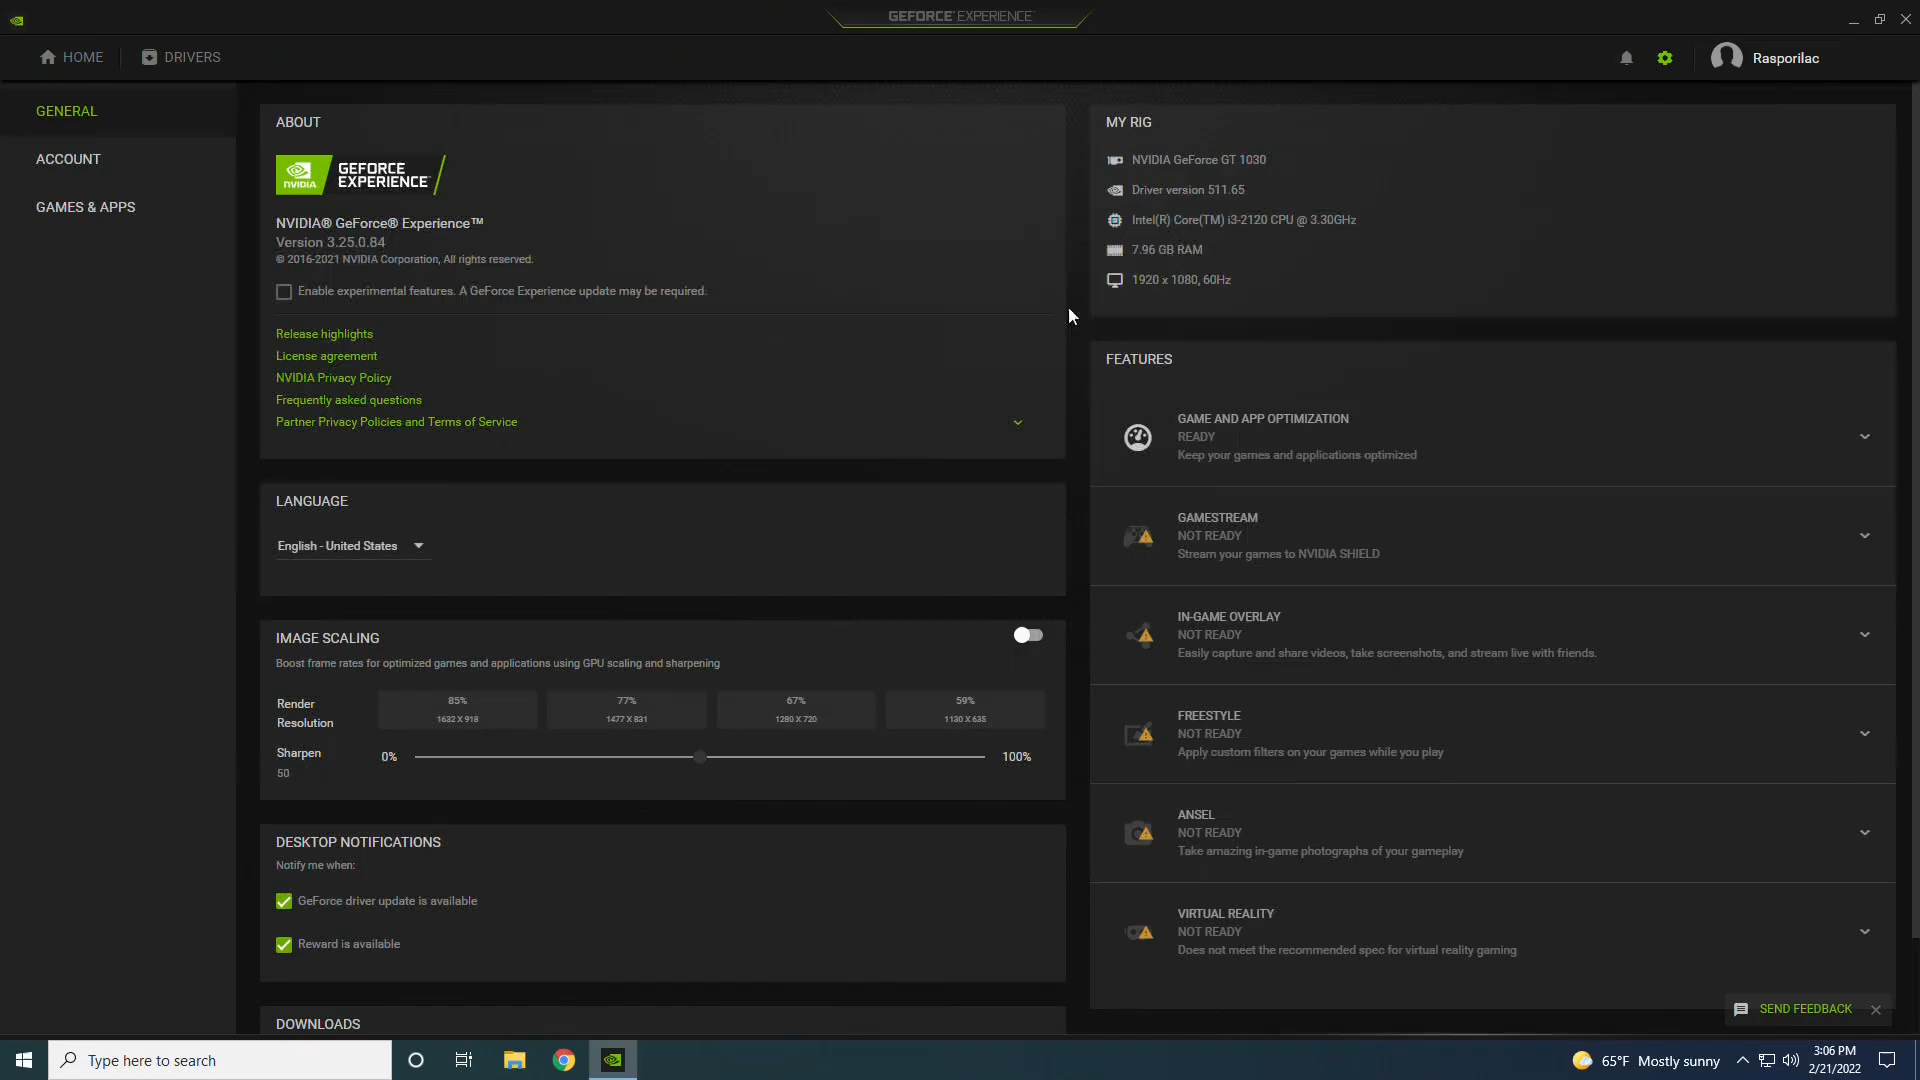 GEFORCE EXPERIENCE
HOME
DRIVERS
Rasporilac
GENERAL
ACCOUNT
GAMES & APPS
ABOUT
NVIDIA
GEFORCE
EXPERIENCE
NVIDIA® GeForce® Experience™
Version 3.25.0.84
© 2016-2021 NVIDIA Corporation, All rights reserved.
Enable experimental features. A GeForce Experience update may be required.
Release highlights
License agreement
NVIDIA Privacy Policy
Frequently asked questions
Partner Privacy Policies and Terms of Service
LANGUAGE
English - United States
IMAGE SCALING
Boost frame rates for optimized games and applications using GPU scaling and sharpening
Render
Resolution
85%
1632 X 918
77%
1477 X 831
67%
1280 X 720
59%
1130 X 635
Sharpen
50
0%
100%
DESKTOP NOTIFICATIONS
Notify me when:
GeForce driver update is available
Reward is available
DOWNLOADS
MY RIG
NVIDIA GeForce GT 1030
Driver version 511.65
Intel(R) Core(TM) i3-2120 CPU @ 3.30GHz
7.96 GB RAM
1920 x 1080, 60Hz
FEATURES
GAME AND APP OPTIMIZATION
READY
Keep your games and applications optimized
GAMESTREAM
NOT READY
Stream your games to NVIDIA SHIELD
IN-GAME OVERLAY
NOT READY
Easily capture and share videos, take screenshots, and stream live with friends.
FREESTYLE
NOT READY
Apply custom filters on your games while you play
ANSEL
NOT READY
Take amazing in-game photographs of your gameplay
VIRTUAL REALITY
NOT READY
Does not meet the recommended spec for virtual reality gaming
SEND FEEDBACK
Type here to search
65°F Mostly sunny
3:06 PM
2/21/2022